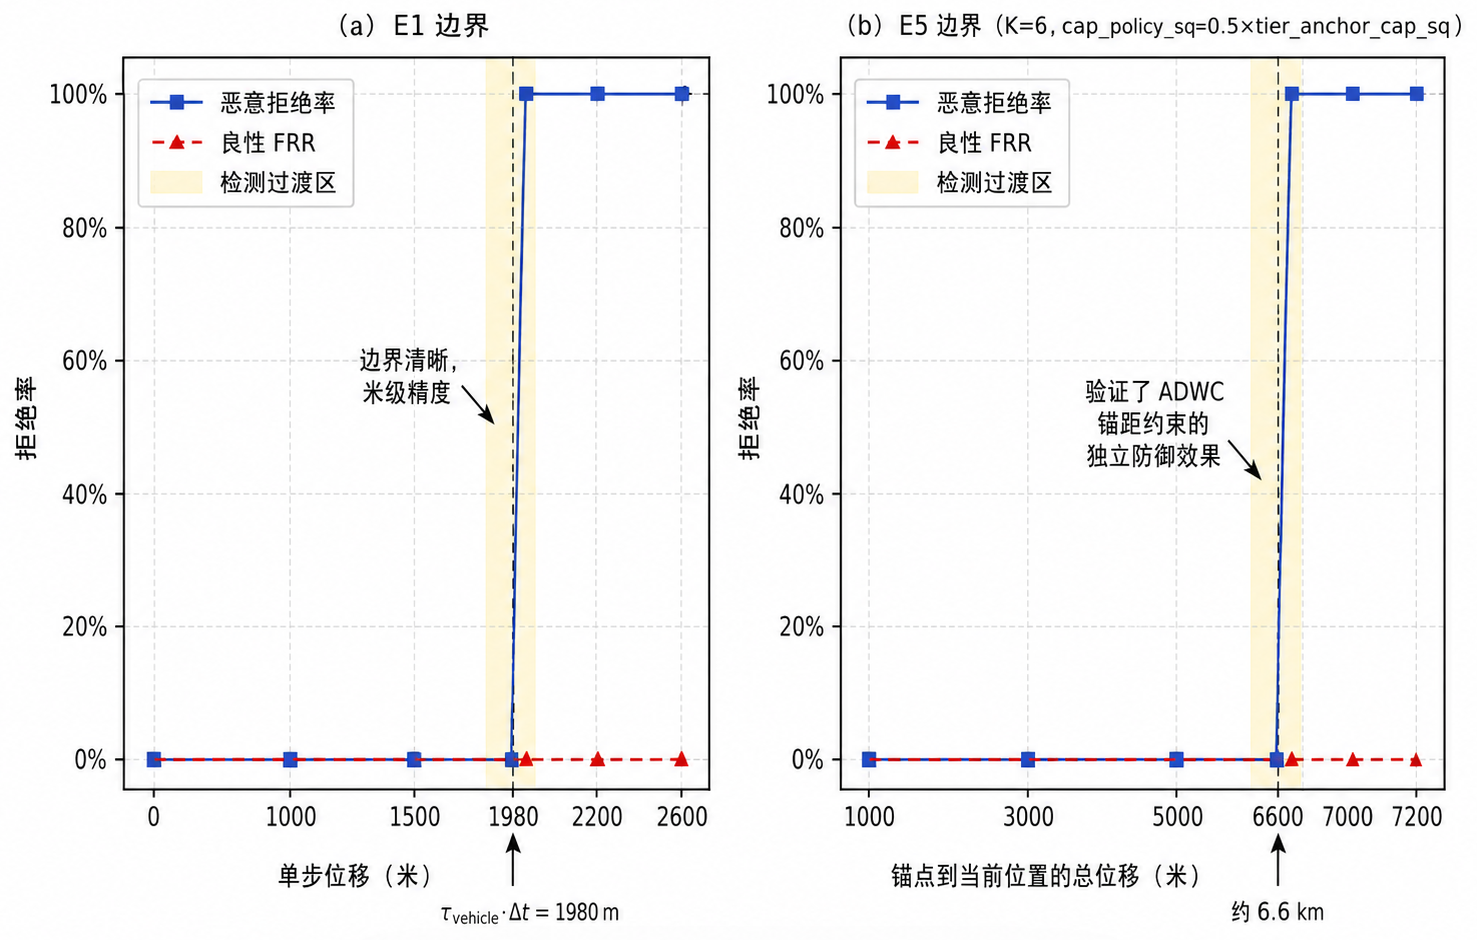 (a) E1 边界
恶意拒绝率
良性 FRR
检测过渡区
100%
80%
60%
40%
20%
0%
拒绝率
边界清晰，
米级精度
0 1000 1500 1980 2200 2600
单步位移（米）
τvehicle·Δt = 1980 m
(b) E5 边界（K=6, cap_policy_sq=0.5×tier_anchor_cap_sq）
恶意拒绝率
良性 FRR
检测过渡区
100%
80%
60%
40%
20%
0%
拒绝率
验证了 ADWC
锚距约束的
独立防御效果
1000 3000 5000 6600 7000 7200
锚点到当前位置的总位移（米）
约 6.6 km